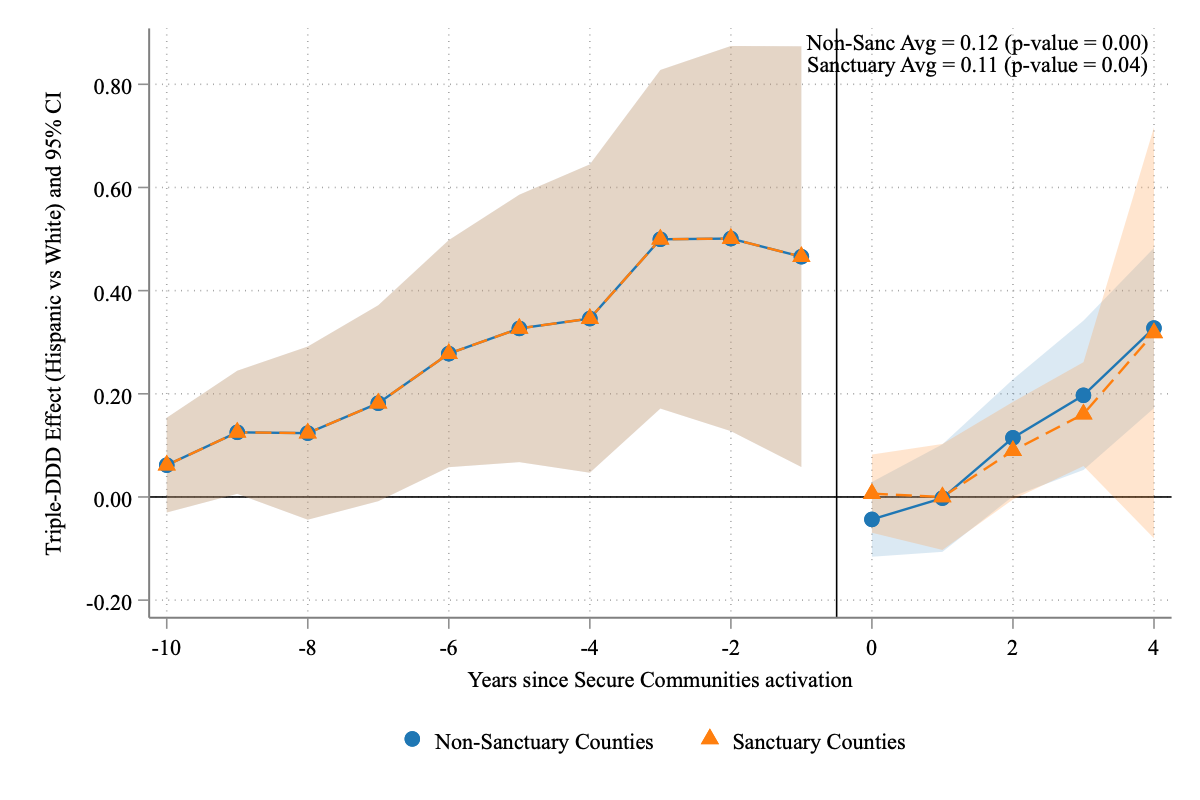 Non-Sanc Avg = 0.12 (p-value = 0.00)
Sanctuary Avg = 0.11 (p-value = 0.04)
Triple-DDD Effect (Hispanic vs White) and 95% CI
0.80
0.60
0.40
0.20
0.00
-0.20
-10
-8
-6
-4
-2
0
2
4
Years since Secure Communities activation
Non-Sanctuary Counties
Sanctuary Counties